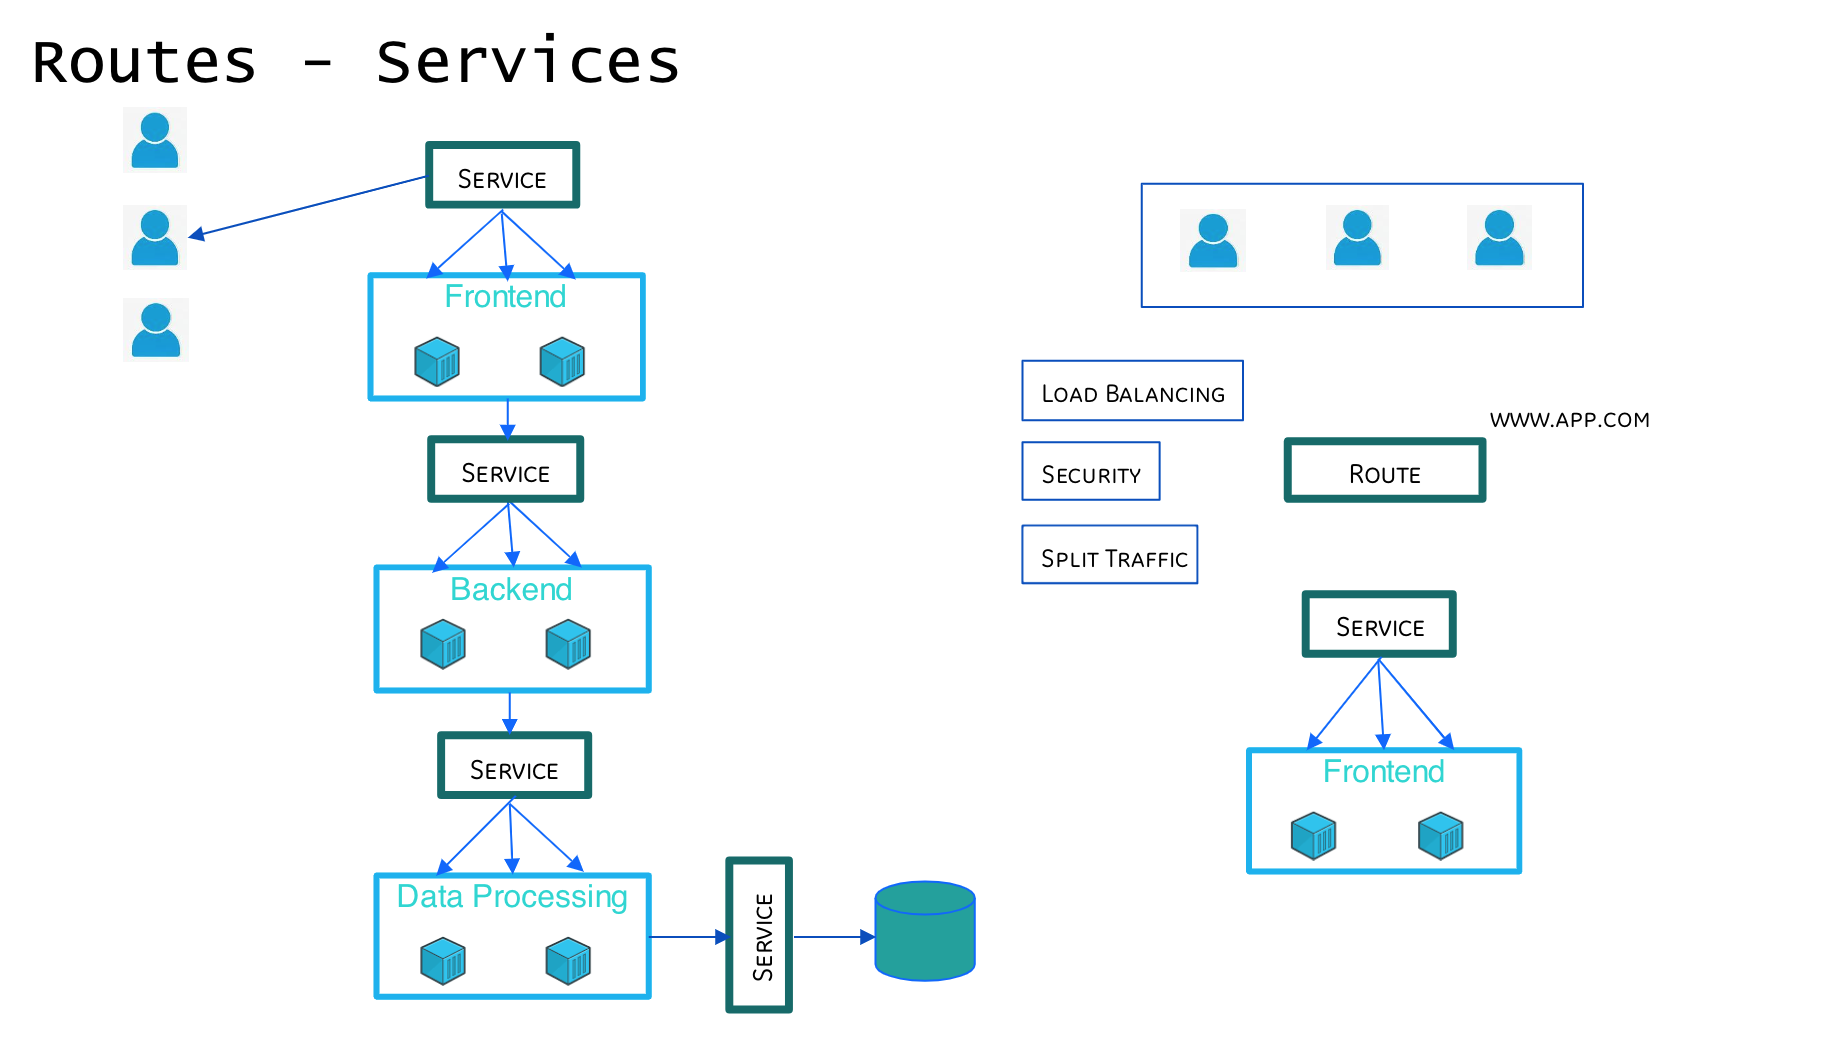 Routes - Services
Service
Frontend
Service
Backend
Service
Data Processing
Service
Load Balancing
Security
Split Traffic
www.app.com
Route
Service
Frontend